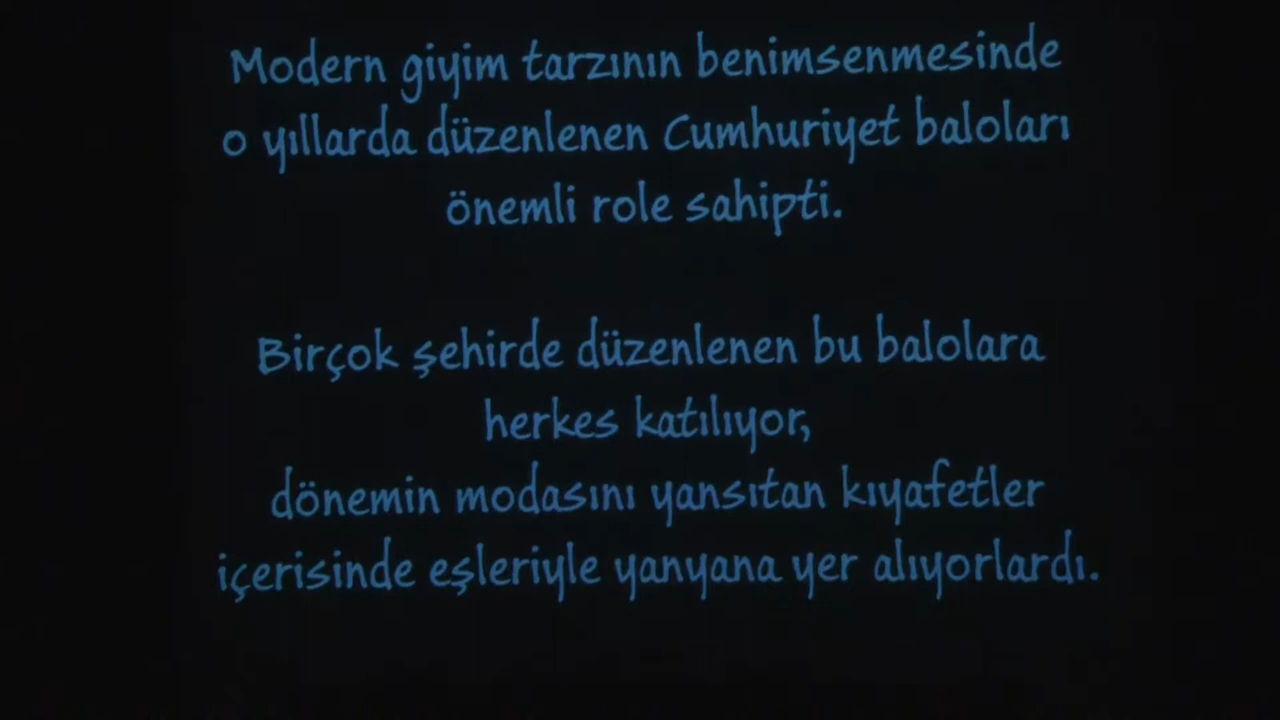 Modern giyim tarzının benimsenmesinde
o yıllarda düzenlenen Cumhuriyet baloları
önemli role sahipti.
Birçok şehirde düzenlenen bu balolara
herkes katılıyor,
dönemin modasını yansıtan kıyafetler
içerisinde eşleriyle yanyana yer alıyorlardı.